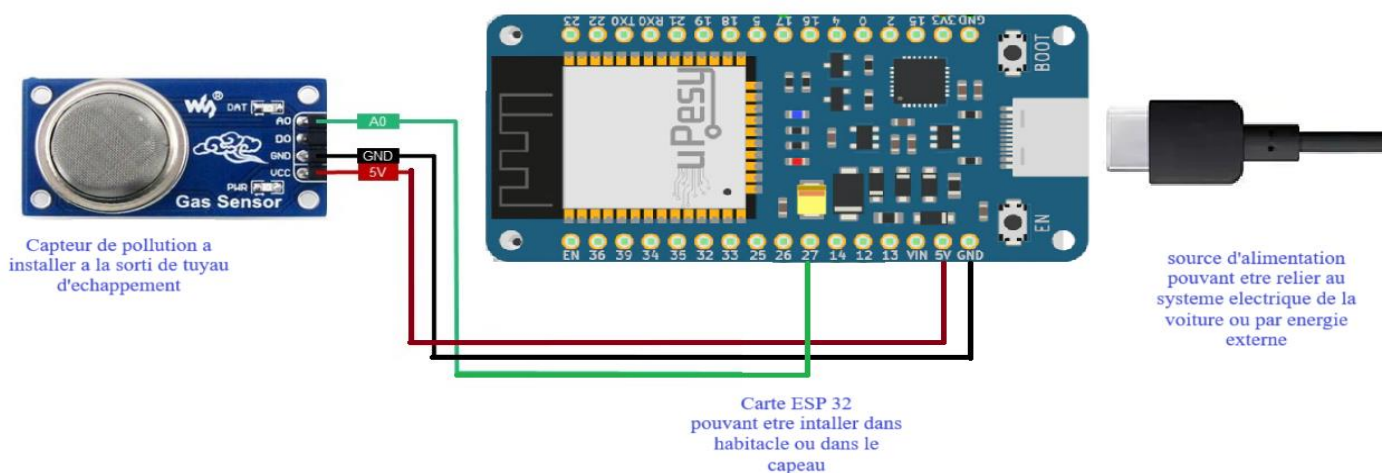 23 22 TX0 RX0 21 19 18 5 17 16 4 0 2 15 3V3 GND
BOOT
uPesy
EN
EN 36 39 34 35 32 33 25 26 27 14 12 13 VIN 5V GND
DAT
AO
DO
GND
VCC
PWR
Gas Sensor
A0
GND
5V
Capteur de pollution a
installer a la sorti de tuyau
d'echappement
source d'alimentation
pouvant etre relier au
systeme electrique de la
voiture ou par energie
externe
Carte ESP 32
pouvant etre intaller dans
habitacle ou dans le
capeau